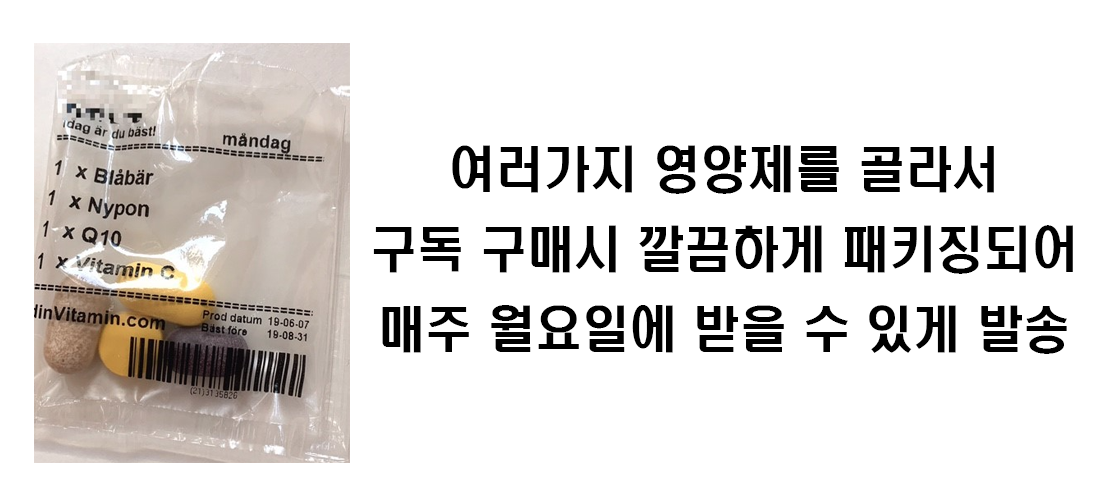 Idag är du bäst!
måndag
1 x Blåbär
1 x Nypon
1 x Q10
1 x Vitamin C
dinVitamin.com
Prod datum 19-06-07
Bäst före 19-08-31
(21)3135826
여러가지 영양제를 골라서
구독 구매시 깔끔하게 패키징되어
매주 월요일에 받을 수 있게 발송